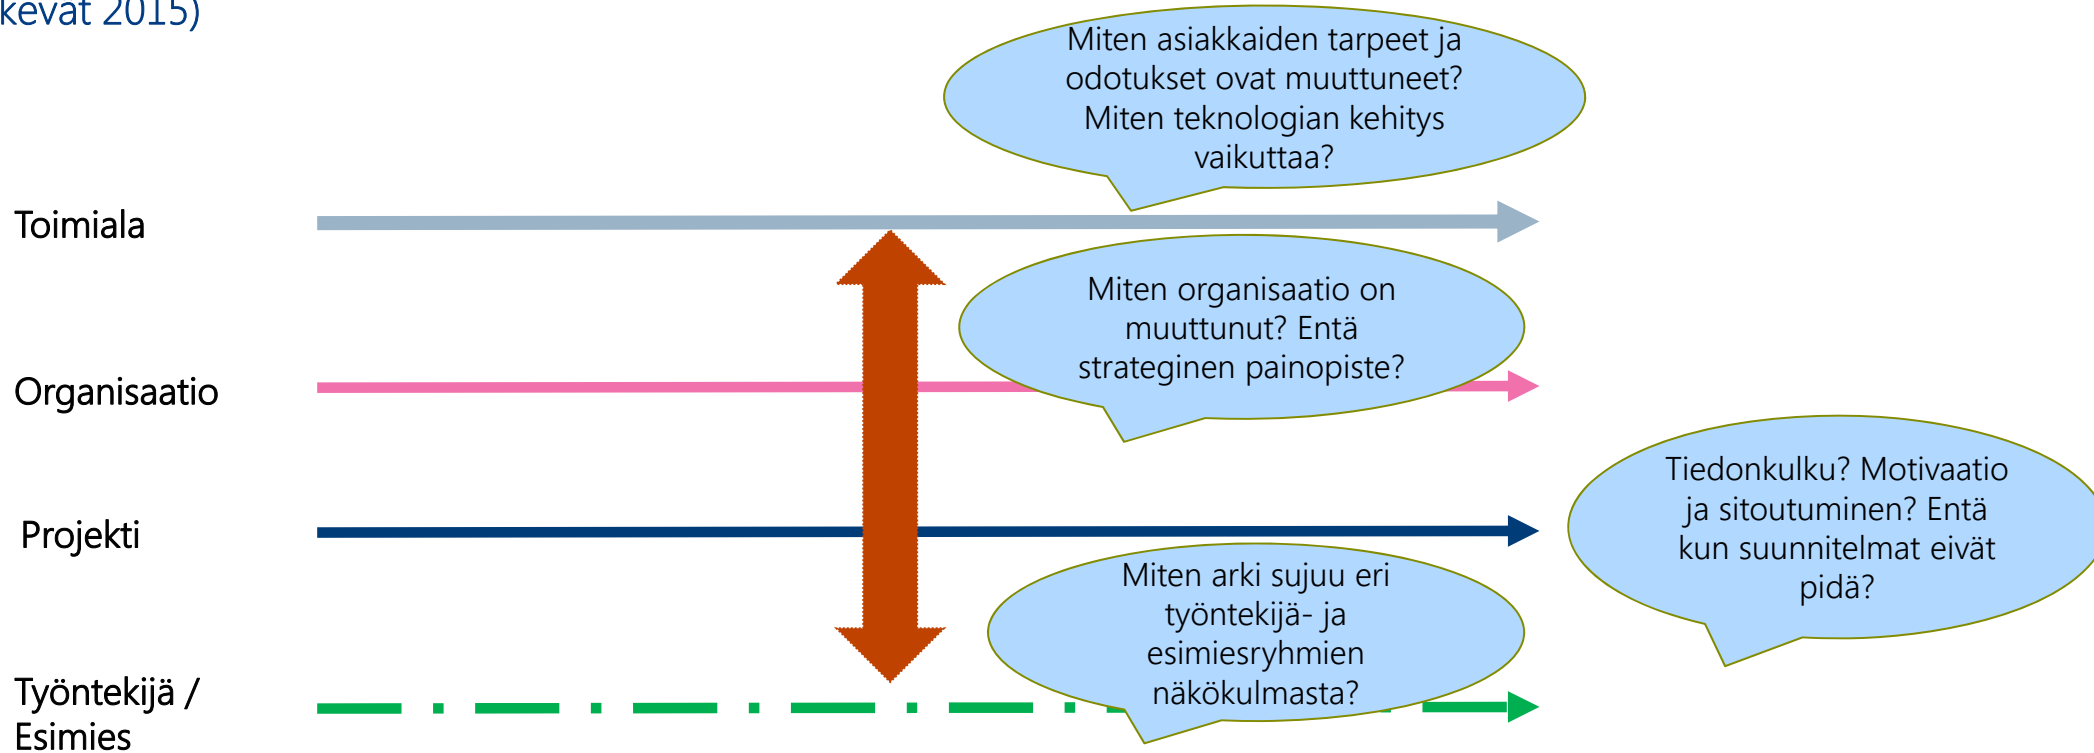 kevät 2015)
Miten asiakkaiden tarpeet ja
odotukset ovat muuttuneet?
Miten teknologian kehitys
vaikuttaa?
Toimiala
Miten organisaatio on
muuttunut? Entä
strateginen painopiste?
Organisaatio
Tiedonkulku? Motivaatio
ja sitoutuminen? Entä
kun suunnitelmat eivät
pidä?
Projekti
Miten arki sujuu eri
työntekijä- ja
esimiesryhmien
näkökulmasta?
Työntekijä /
Esimies